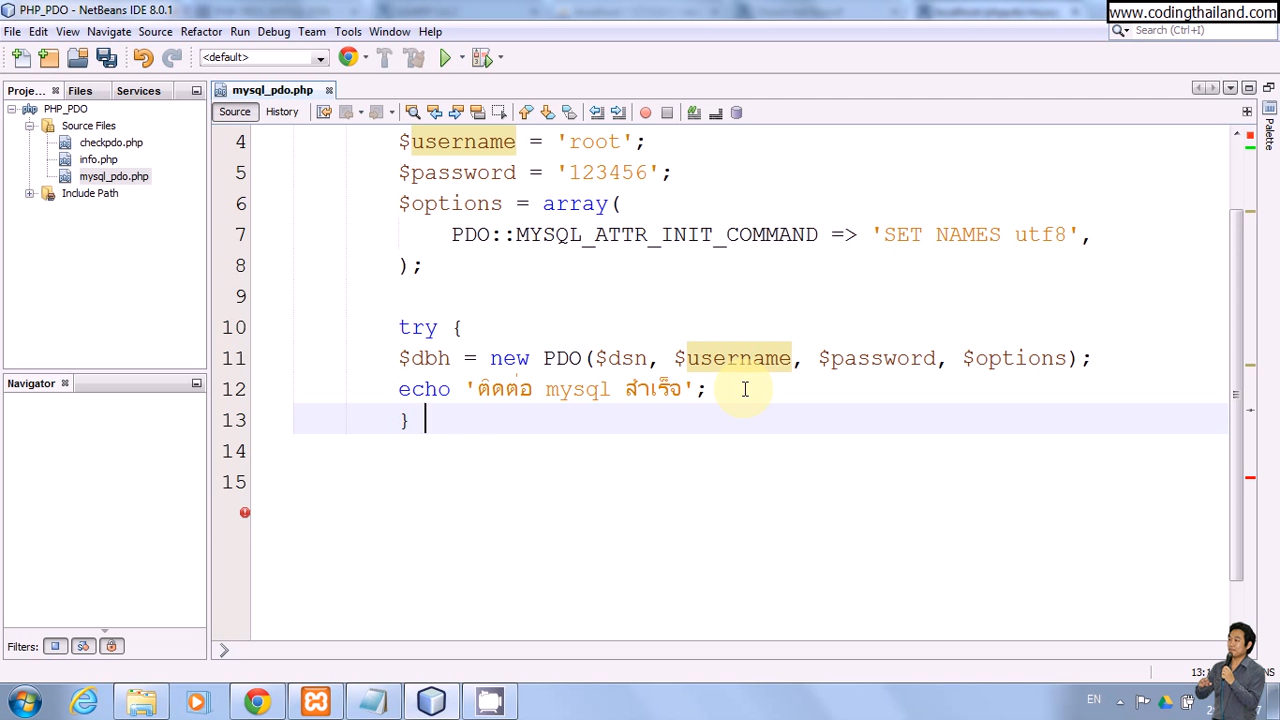 PHP_PDO - NetBeans IDE 8.0.1
www.codingthailand.com
File Edit View Navigate Source Refactor Run Debug Team Tools Window Help
Search (Ctrl+I)
<default>
Proje... Files Services
mysql_pdo.php
PHP_PDO
Source Files
checkpdo.php
info.php
mysql_pdo.php
Include Path
Source History
Palette
4 $username = 'root';
5 $password = '123456';
6 $options = array(
7 PDO::MYSQL_ATTR_INIT_COMMAND => 'SET NAMES utf8',
8 );
9
10 try {
11 $dbh = new PDO($dsn, $username, $password, $options);
12 echo 'ติดต่อ mysql สำเร็จ';
13 }
14
15
Navigator
Filters:
EN